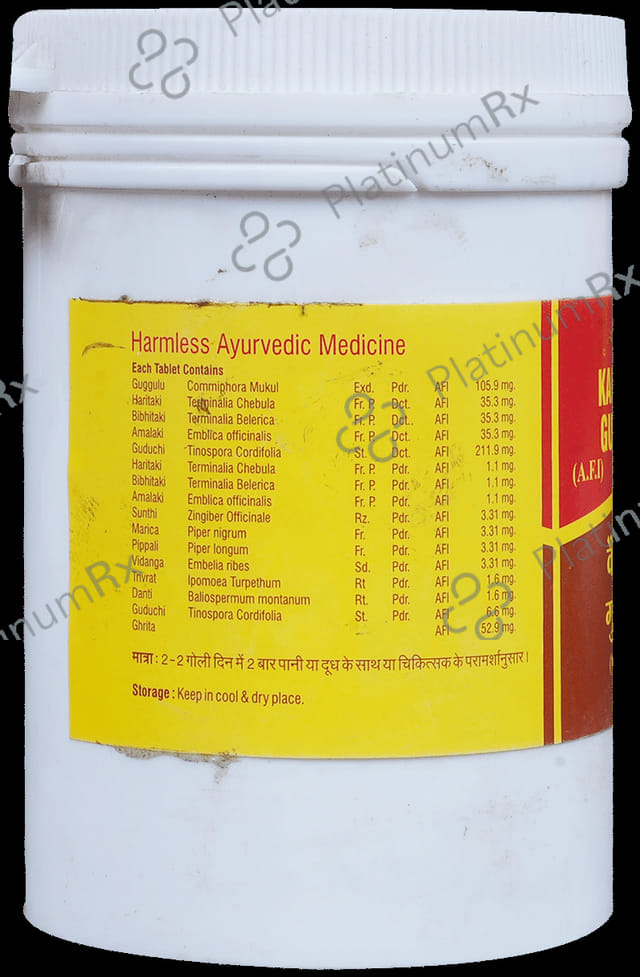 Harmless Ayurvedic Medicine
Each Tablet Contains
Guggulu Commiphora Mukul Exd. Pdr. AFI 105.9 mg.
Haritaki Terminalia Chebula Fr. P. Dct. AFI 35.3 mg.
Bibhitaki Terminalia Belerica Fr. P. Dct. AFI 35.3 mg.
Amalaki Emblica officinalis Fr. P. Dct. AFI 35.3 mg.
Guduchi Tinospora Cordifolia St. Dct. AFI 211.9 mg.
Haritaki Terminalia Chebula Fr. P. Pdr. AFI 1.1 mg.
Bibhitaki Terminalia Belerica Fr. P. Pdr. AFI 1.1 mg.
Amalaki Emblica officinalis Fr. P. Pdr. AFI 1.1 mg.
Sunthi Zingiber Officinale Rz. Pdr. AFI 3.31 mg.
Marica Piper nigrum Fr. Pdr. AFI 3.31 mg.
Pippali Piper longum Fr. Pdr. AFI 3.31 mg.
Vidanga Embelia ribes Sd. Pdr. AFI 3.31 mg.
Trivrat Ipomoea Turpethum Rt Pdr. AFI 1.6 mg.
Danti Baliospermum montanum Rt. Pdr. AFI 1.6 mg.
Guduchi Tinospora Cordifolia St. Pdr. AFI 6.6 mg.
Ghrita AFI 52.9 mg.
मात्रा : 2-2 गोली दिन में 2 बार पानी या दूध के साथ या चिकित्सक के परामर्शानुसार।
Storage : Keep in cool & dry place.
(A.F.I)
PlatinumRx
PlatinumRx
PlatinumRx
PlatinumRx